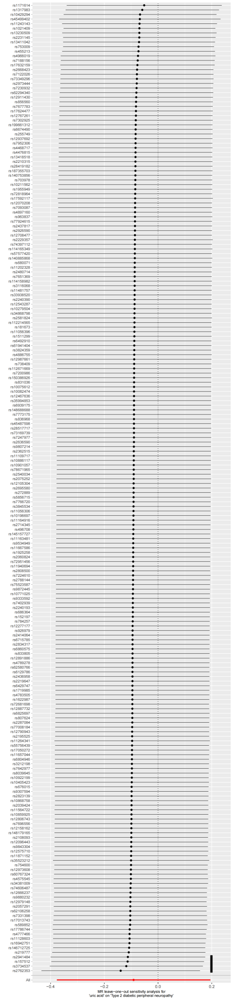 rs1171614
rs1317983
rs10429294
rs45499402
rs11243143
rs1021409
rs13230509
rs2231145
rs13411042
rs753009
rs455213
rs4966019
rs7188156
rs17632159
rs2668423
rs7122026
rs73349296
rs2973444
rs7230932
rs62294340
rs12911430
rs856560
rs7677783
rs17624477
rs12767261
rs7302925
rs199661312
rs6674490
rs255749
rs12937692
rs7952306
rs4468717
rs4476815
rs13418518
rs2210315
rs28419182
rs187355703
rs140753856
rs703978
rs10211562
rs1955949
rs72818964
rs17592117
rs12070208
rs7093087
rs4897160
rs963837
rs77924615
rs2437817
rs2926590
rs12708477
rs2229357
rs74397112
rs114165349
rs57577420
rs140885868
rs680071
rs11202328
rs2480714
rs7651369
rs114158982
rs3116068
rs11481757
rs33938520
rs2240390
rs12543287
rs10279504
rs34868798
rs2581824
rs112214565
rs181673
rs11056396
rs1511299
rs6492910
rs61941404
rs3824359
rs4886755
rs12987661
rs738409
rs112671669
rs7200986
rs150386926
rs831036
rs10075612
rs10082474
rs12467636
rs35994853
rs6939175
rs148688688
rs7773175
rs836968
rs45487598
rs28517717
rs73169739
rs7247977
rs2636590
rs9807214
rs2362515
rs11109717
rs10886117
rs10901057
rs78671965
rs2540034
rs2075252
rs12105304
rs2695580
rs272889
rs5856715
rs7766720
rs3845534
rs11056306
rs10196697
rs11164916
rs2714345
rs496708
rs145157727
rs11163481
rs9534949
rs11667586
rs1925258
rs2060824
rs72951456
rs11940694
rs2808500
rs7224610
rs2788144
rs75523587
rs9872445
rs10771025
rs9333592
rs7402939
rs2240193
rs686364
rs152197
rs784257
rs12277177
rs926979
rs2414064
rs6715785
rs2834317
rs6860575
rs833805
rs12891886
rs4789278
rs62580766
rs6129786
rs2436958
rs2219647
rs6429747
rs1719985
rs4783505
rs1622987
rs72681698
rs12887732
rs6825697
rs807624
rs2287084
rs77008184
rs12790943
rs2195525
rs11264341
rs55756439
rs17050272
rs11657044
rs6804946
rs3212198
rs7642977
rs8039645
rs10922199
rs10405423
rs676015
rs9307594
rs2823139
rs10868758
rs2039424
rs11564722
rs10859925
rs12806743
rs7696556
rs12158162
rs148179165
rs2108093
rs12096443
rs9843304
rs12575710
rs11871152
rs35523212
rs754600
rs12973608
rs60767324
rs4575545
rs34381009
rs74606487
rs12666237
rs9880232
rs12979148
rs2057291
rs62106258
rs7331398
rs17013743
rs589852
rs17786744
rs4777466
rs11128603
rs16942751
rs146712725
rs219777
rs2941484
rs157512
rs3734537
rs2762353
All
−0.4 −0.2 0.0 0.2
MR leave−one−out sensitivity analysis for
'uric acid' on 'Type 2 diabetic peripheral neuropathy'